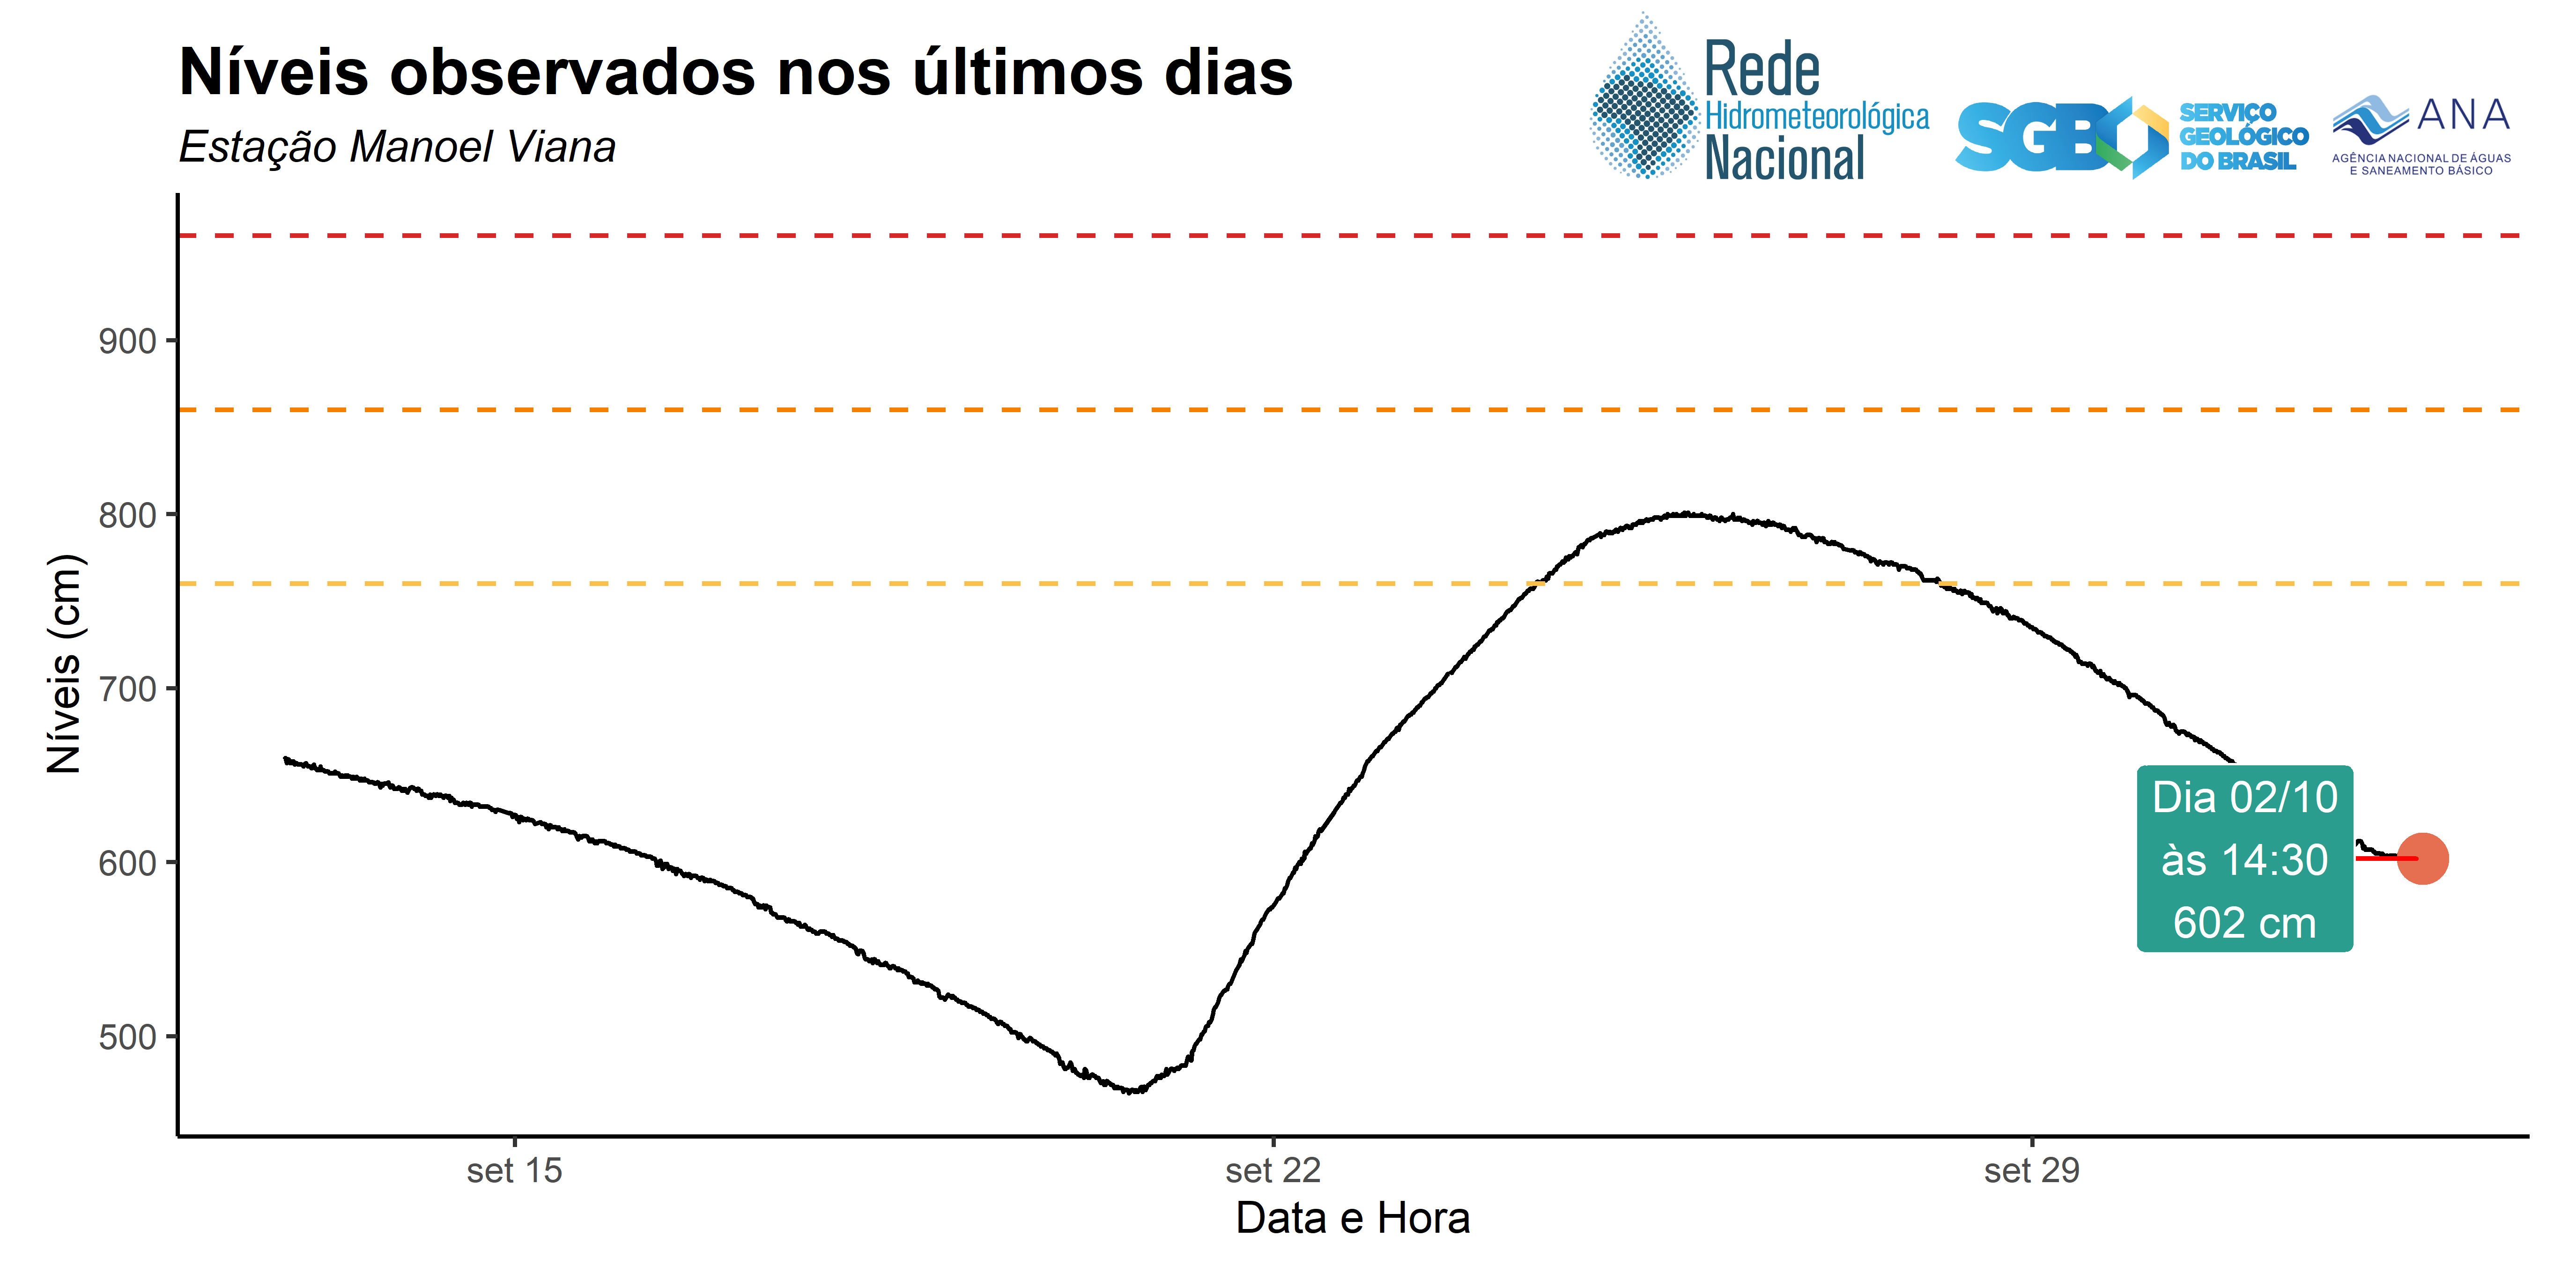 Níveis observados nos últimos dias
Estação Manoel Viana
Rede
Hidrometeorológica
Nacional
SGB
SERVIÇO
GEOLÓGICO
DO BRASIL
ANA
AGÊNCIA NACIONAL DE ÁGUAS
E SANEAMENTO BÁSICO
Níveis (cm)
900
800
700
600
500
Dia 02/10
às 14:30
602 cm
set 15
set 22
set 29
Data e Hora